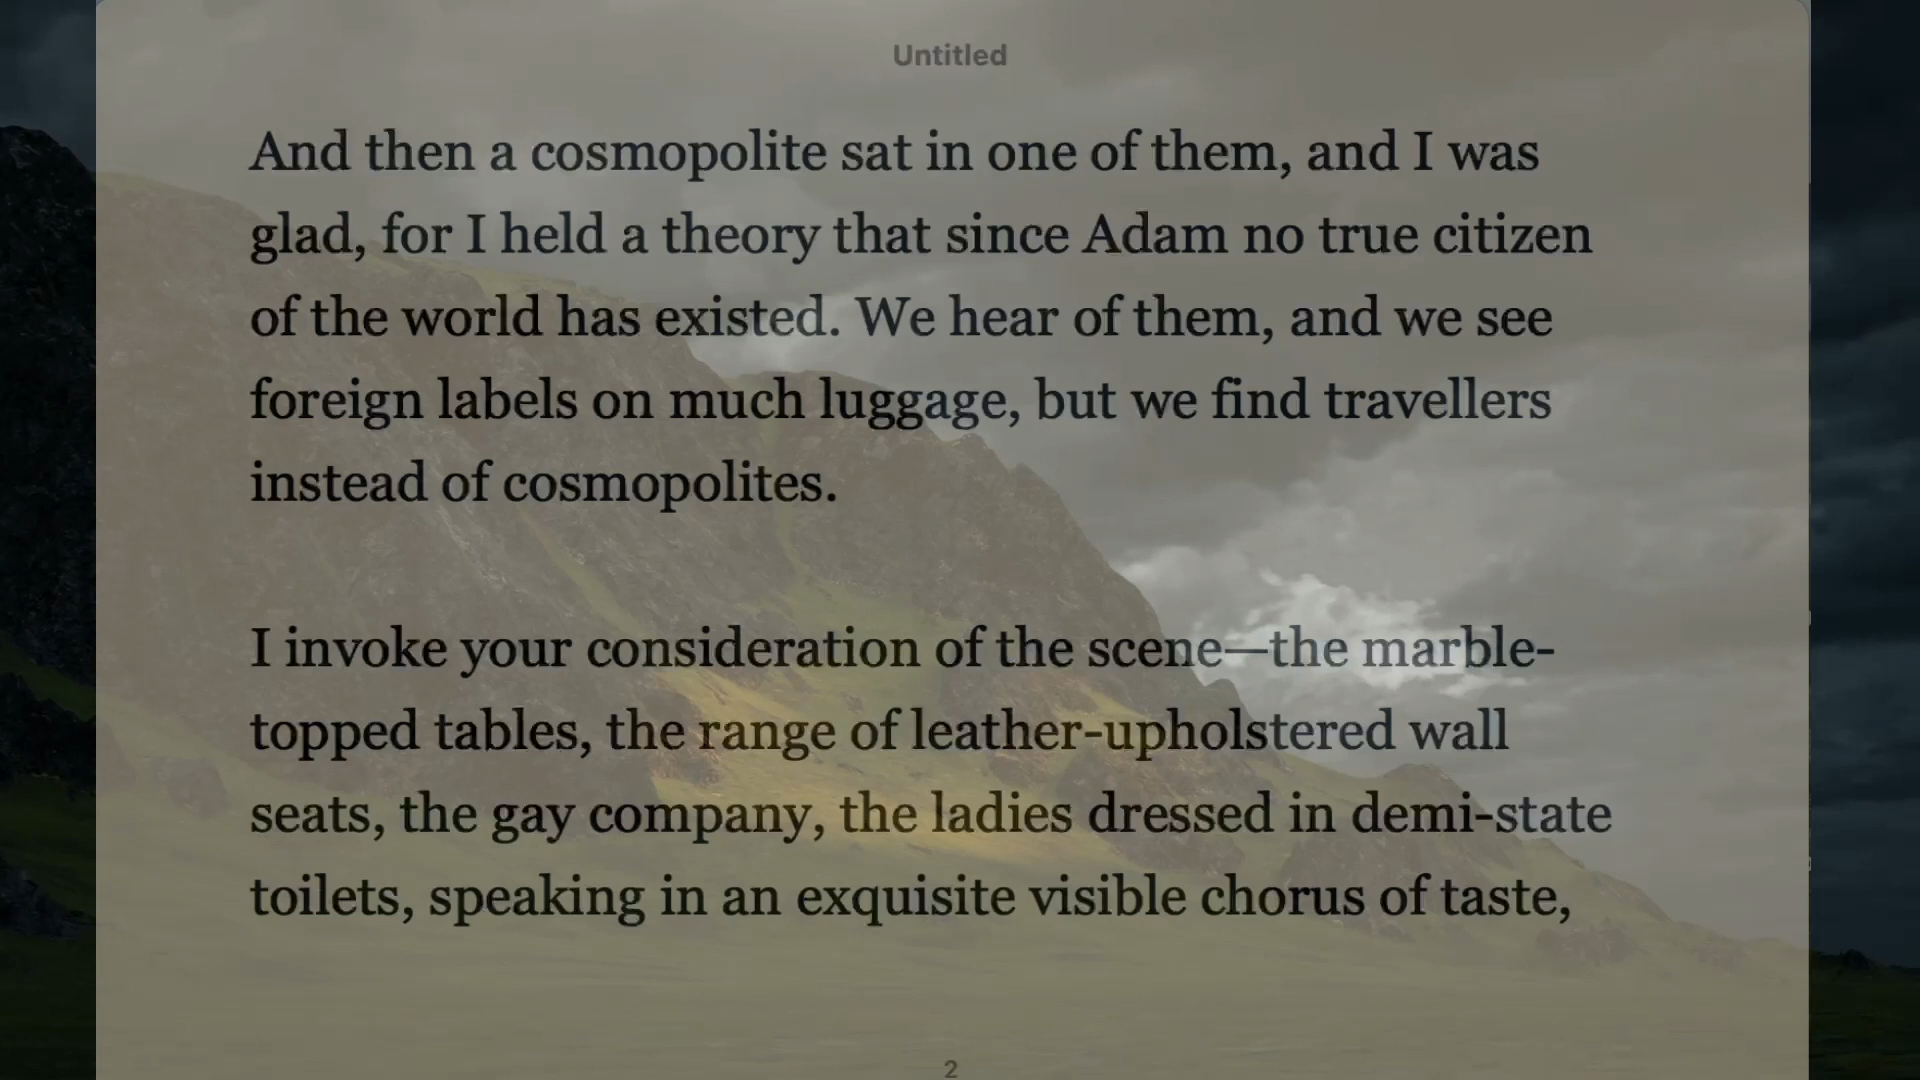 Untitled
And then a cosmopolite sat in one of them, and I was
glad, for I held a theory that since Adam no true citizen
of the world has existed. We hear of them, and we see
foreign labels on much luggage, but we find travellers
instead of cosmopolites.
I invoke your consideration of the scene—the marble-
topped tables, the range of leather-upholstered wall
seats, the gay company, the ladies dressed in demi-state
toilets, speaking in an exquisite visible chorus of taste,
2